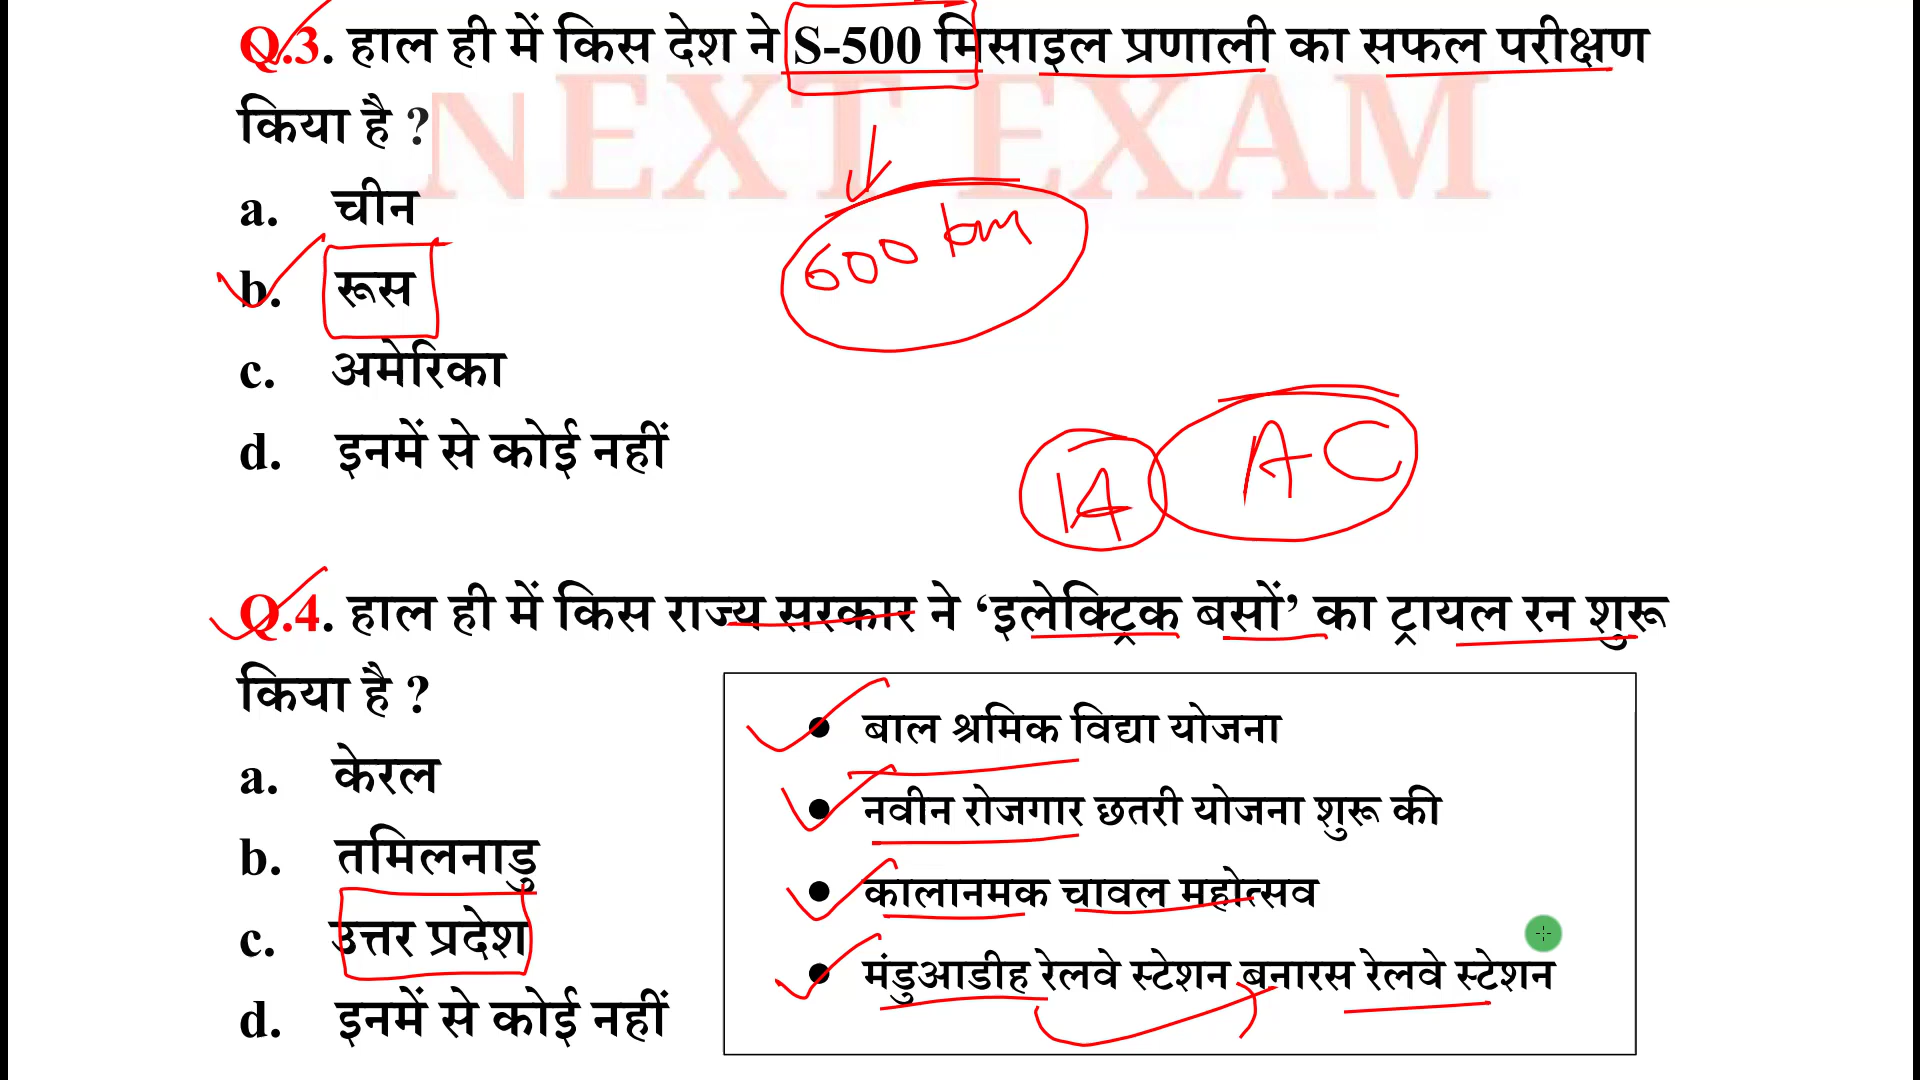 Q.3. हाल ही में किस देश ने S-500 मिसाइल प्रणाली का सफल परीक्षण
किया है ?
NEXT EXAM
a. चीन
b. रूस
600 km
c. अमेरिका
d. इनमें से कोई नहीं
14 AC
Q.4. हाल ही में किस राज्य सरकार ने ‘इलेक्ट्रिक बसों’ का ट्रायल रन शुरू
किया है ?
a. केरल
b. तमिलनाडु
c. उत्तर प्रदेश
d. इनमें से कोई नहीं
● बाल श्रमिक विद्या योजना
● नवीन रोजगार छतरी योजना शुरू की
● कालानमक चावल महोत्सव
● मंडुआडीह रेलवे स्टेशन बनारस रेलवे स्टेशन